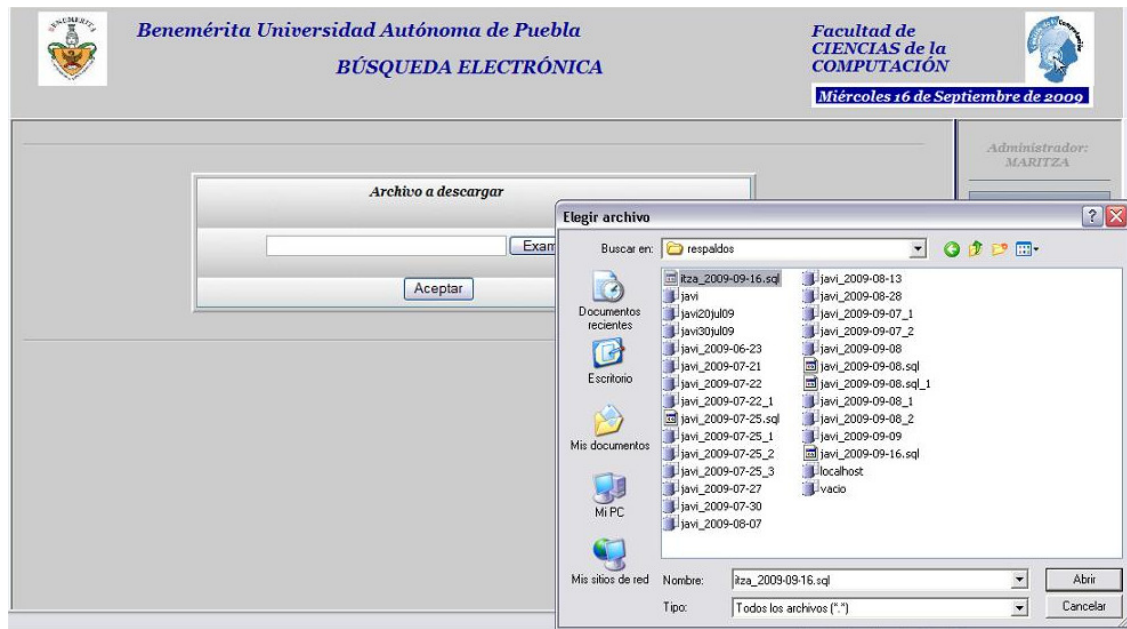 Benemérita Universidad Autónoma de Puebla
BÚSQUEDA ELECTRÓNICA
Facultad de
CIENCIAS de la
COMPUTACIÓN
Miércoles 16 de Septiembre de 2009
Administrador:
MARITZA
Archivo a descargar
Exam
Aceptar
Elegir archivo
Buscar en:
respaldos
Documentos
recientes
Escritorio
Mis documentos
Mi PC
Mis sitios de red
itza_2009-09-16.sql
javi
javi20jul09
javi30jul09
javi_2009-06-23
javi_2009-07-21
javi_2009-07-22
javi_2009-07-22_1
javi_2009-07-25.sql
javi_2009-07-25_1
javi_2009-07-25_2
javi_2009-07-25_3
javi_2009-07-27
javi_2009-07-30
javi_2009-08-07
javi_2009-08-13
javi_2009-08-28
javi_2009-09-07_1
javi_2009-09-07_2
javi_2009-09-08
javi_2009-09-08.sql
javi_2009-09-08.sql_1
javi_2009-09-08_1
javi_2009-09-08_2
javi_2009-09-09
javi_2009-09-16.sql
localhost
vacio
Nombre:
itza_2009-09-16.sql
Abrir
Tipo:
Todos los archivos (*.*)
Cancelar